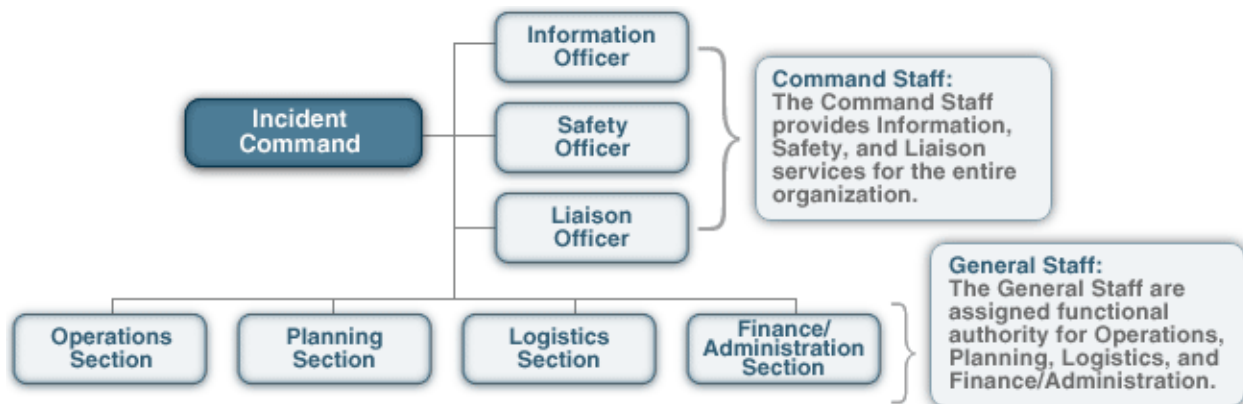 Information
Officer
Incident
Command
Safety
Officer
Liaison
Officer
Command Staff:
The Command Staff
provides Information,
Safety, and Liaison
services for the entire
organization.
Operations
Section
Planning
Section
Logistics
Section
Finance/
Administration
Section
General Staff:
The General Staff are
assigned functional
authority for Operations,
Planning, Logistics, and
Finance/Administration.